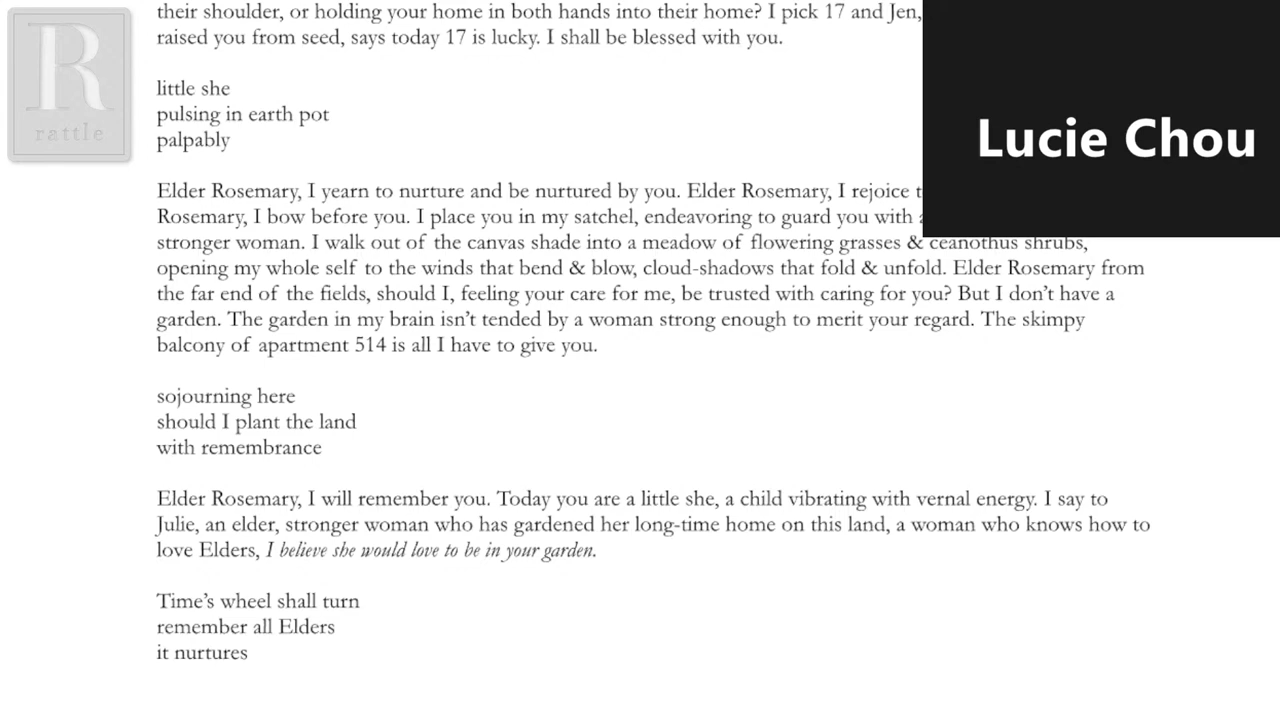 R
rattle
their shoulder, or holding your home in both hands into their home? I pick 17 and Jen,
raised you from seed, says today 17 is lucky. I shall be blessed with you.
Lucie Chou
little she
pulsing in earth pot
palpably
Elder Rosemary, I yearn to nurture and be nurtured by you. Elder Rosemary, I rejoice
Rosemary, I bow before you. I place you in my satchel, endeavoring to guard you with
stronger woman. I walk out of the canvas shade into a meadow of flowering grasses & ceanothus shrubs,
opening my whole self to the winds that bend & blow, cloud-shadows that fold & unfold. Elder Rosemary from
the far end of the fields, should I, feeling your care for me, be trusted with caring for you? But I don’t have a
garden. The garden in my brain isn’t tended by a woman strong enough to merit your regard. The skimpy
balcony of apartment 514 is all I have to give you.
sojourning here
should I plant the land
with remembrance
Elder Rosemary, I will remember you. Today you are a little she, a child vibrating with vernal energy. I say to
Julie, an elder, stronger woman who has gardened her long-time home on this land, a woman who knows how to
love Elders, I believe she would love to be in your garden.
Time’s wheel shall turn
remember all Elders
it nurtures